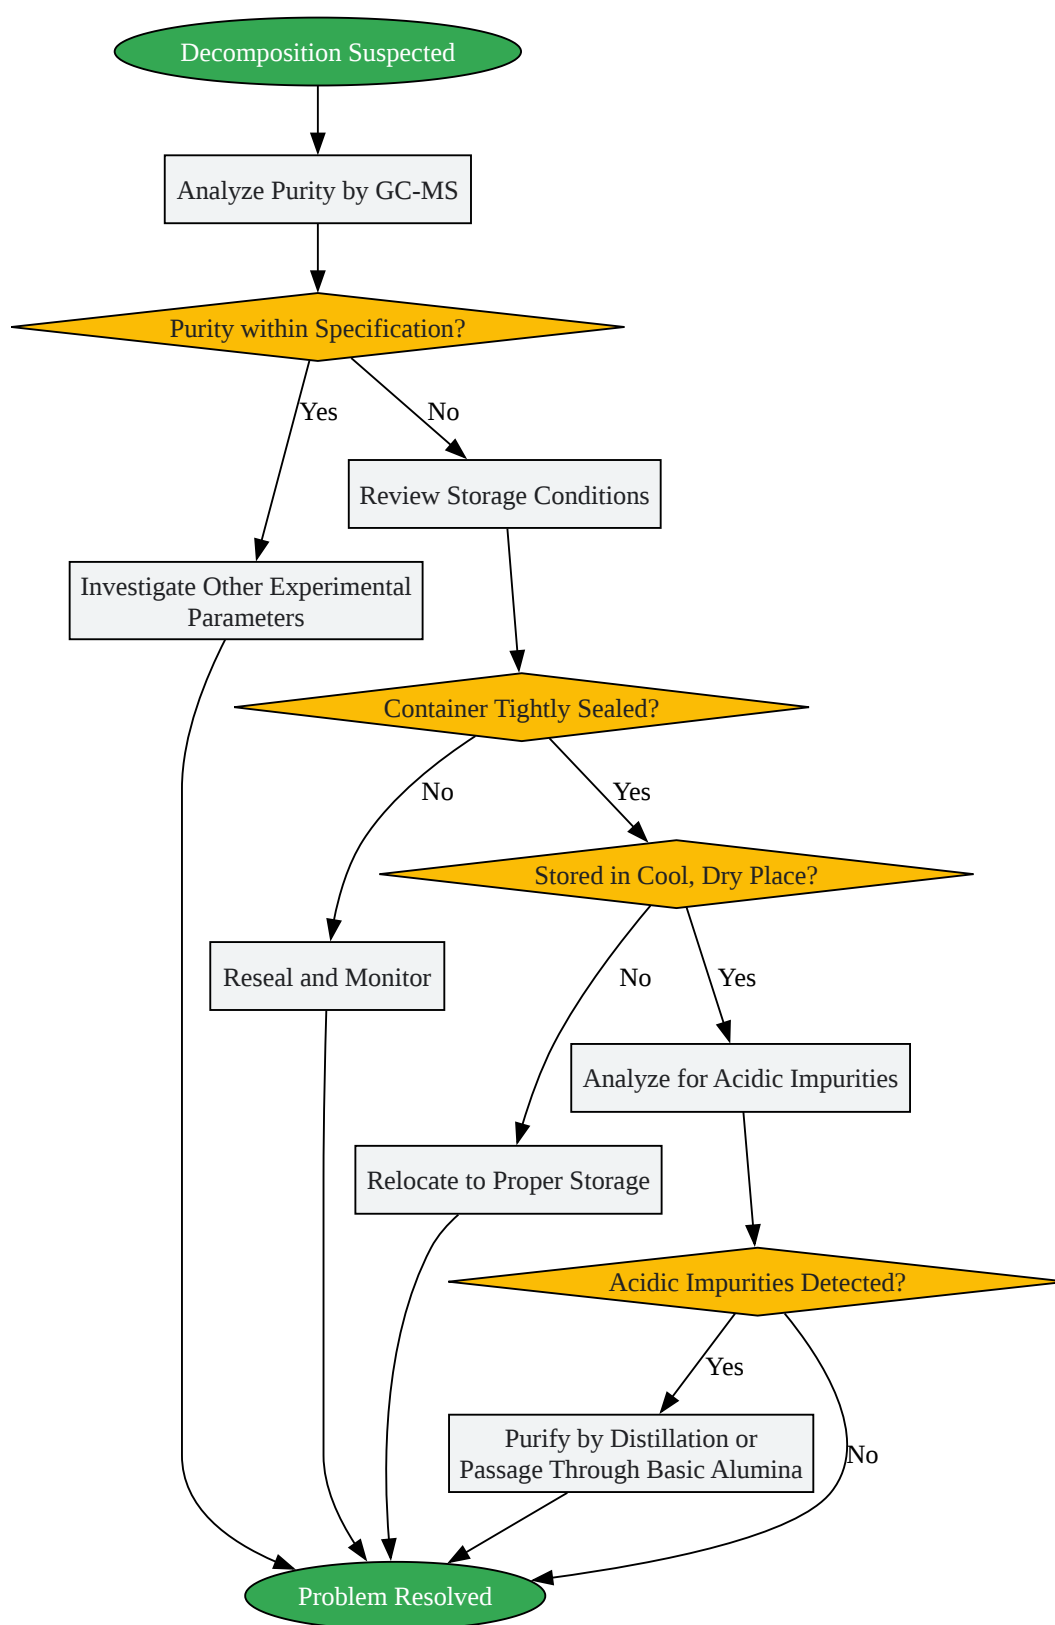 Decomposition Suspected
Analyze Purity by GC-MS
Purity within Specification?
Yes
No
Review Storage Conditions
Investigate Other Experimental
Parameters
Container Tightly Sealed?
No
Yes
Stored in Cool, Dry Place?
Reseal and Monitor
No
Yes
Analyze for Acidic Impurities
Relocate to Proper Storage
Acidic Impurities Detected?
Yes
Purify by Distillation or
Passage Through Basic Alumina
No
Problem Resolved